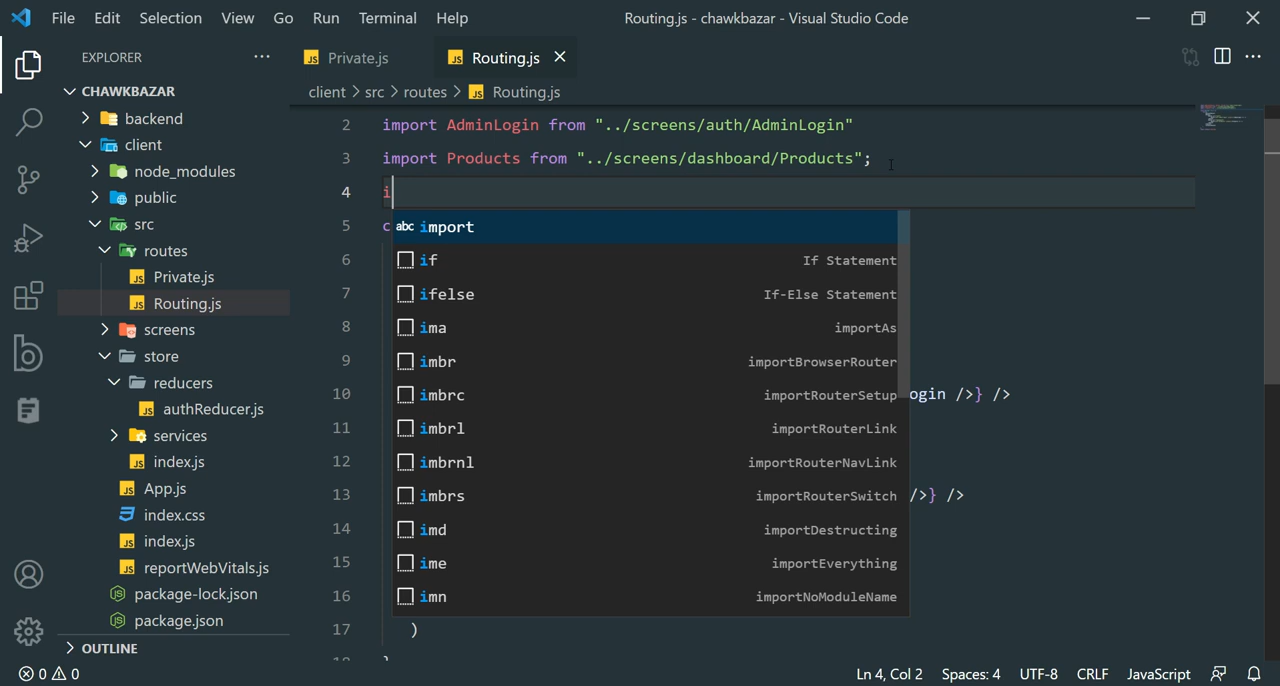 File Edit Selection View Go Run Terminal Help
Routing.js - chawkbazar - Visual Studio Code
EXPLORER
CHAWKBAZAR
backend
client
node_modules
public
src
routes
Private.js
Routing.js
screens
store
reducers
authReducer.js
services
index.js
App.js
index.css
index.js
reportWebVitals.js
package-lock.json
package.json
OUTLINE
Private.js Routing.js
client > src > routes > Routing.js
2 import AdminLogin from "../screens/auth/AdminLogin"
3 import Products from "../screens/dashboard/Products";
4 i
5 c
abc import
6 if If Statement
7 ifelse If-Else Statement
8 ima importAs
9 imbr importBrowserRouter
10 imbrc importRouterSetup ogin />} />
11 imbrl importRouterLink
12 imbrnl importRouterNavLink
13 imbrs importRouterSwitch />} />
14 imd importDestructing
15 ime importEverything
16 imn importNoModuleName
17 )
0 0
Ln 4, Col 2 Spaces: 4 UTF-8 CRLF JavaScript